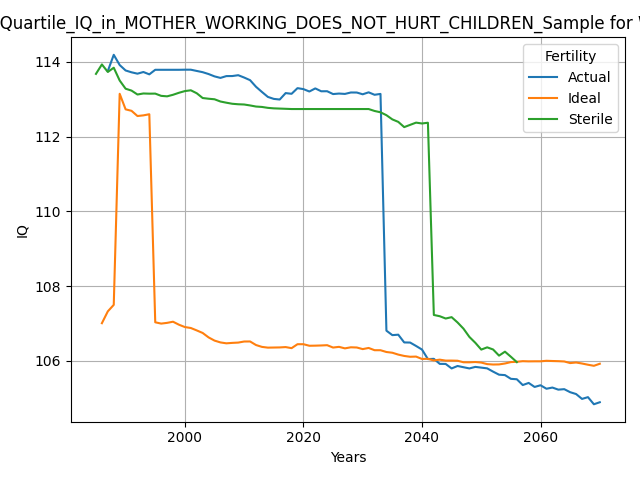 Quartile_IQ_in_MOTHER_WORKING_DOES_NOT_HURT_CHILDREN_Sample for
114
112
110
108
106
IQ
2000
2020
2040
2060
Years
Fertility
Actual
Ideal
Sterile